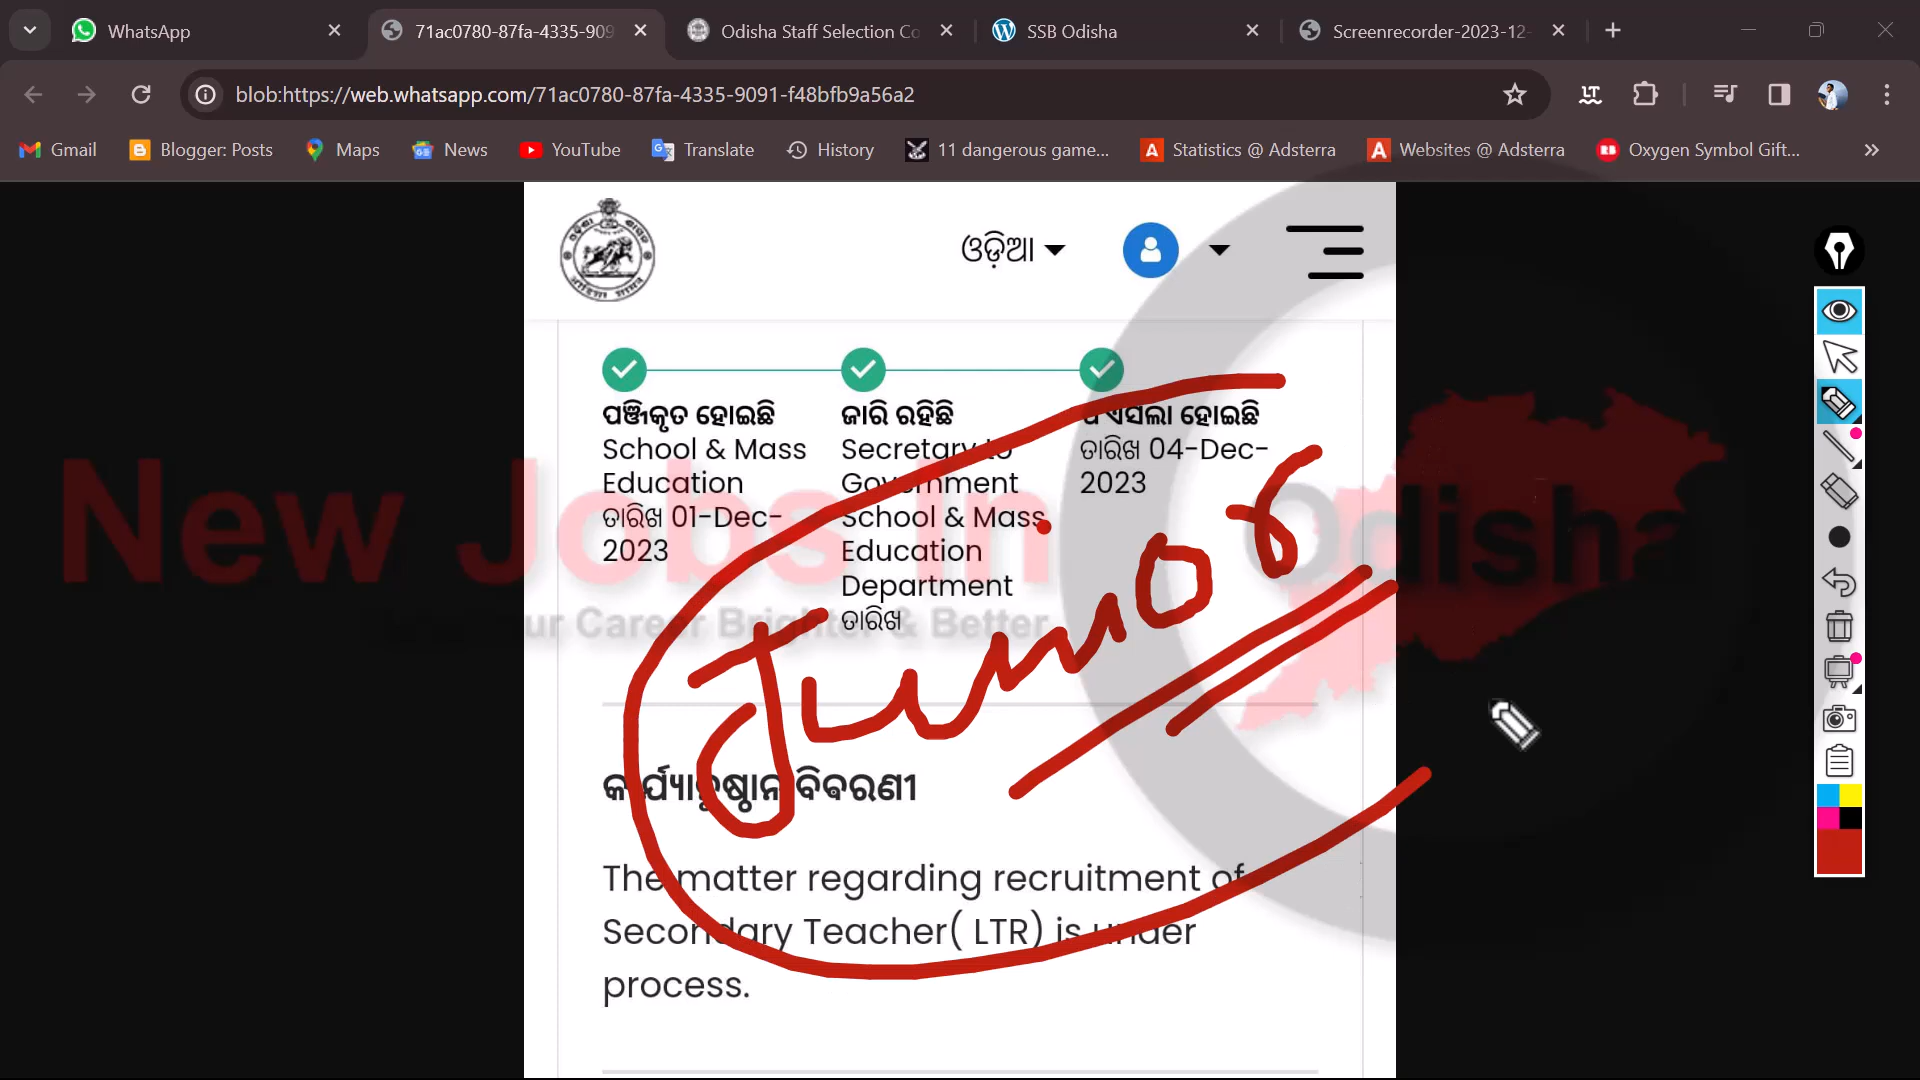 WhatsApp
71ac0780-87fa-4335-909
Odisha Staff Selection Co
SSB Odisha
Screenrecorder-2023-12-
blob:https://web.whatsapp.com/71ac0780-87fa-4335-9091-f48bfb9a56a2
LT
Gmail
Blogger: Posts
Maps
News
YouTube
Translate
History
11 dangerous game...
Statistics @ Adsterra
Websites @ Adsterra
Oxygen Symbol Gift...
ଓଡ଼ିଆ
ପଞ୍ଜିକୃତ ହୋଇଛି
School & Mass
Education
ତାରିଖ 01-Dec-
2023
ଜାରି ରହିଛି
Secretary to
Government
School & Mass
Education
Department
ତାରିଖ
ଫଏସଲା ହୋଇଛି
ତାରିଖ 04-Dec-
2023
New Jobs In Odisha
ur Career Brighter & Better
Junior
କାର୍ଯ୍ୟାନୁଷ୍ଠାନ ବିବରଣୀ
The matter regarding recruitment of
Secondary Teacher( LTR) is under
process.